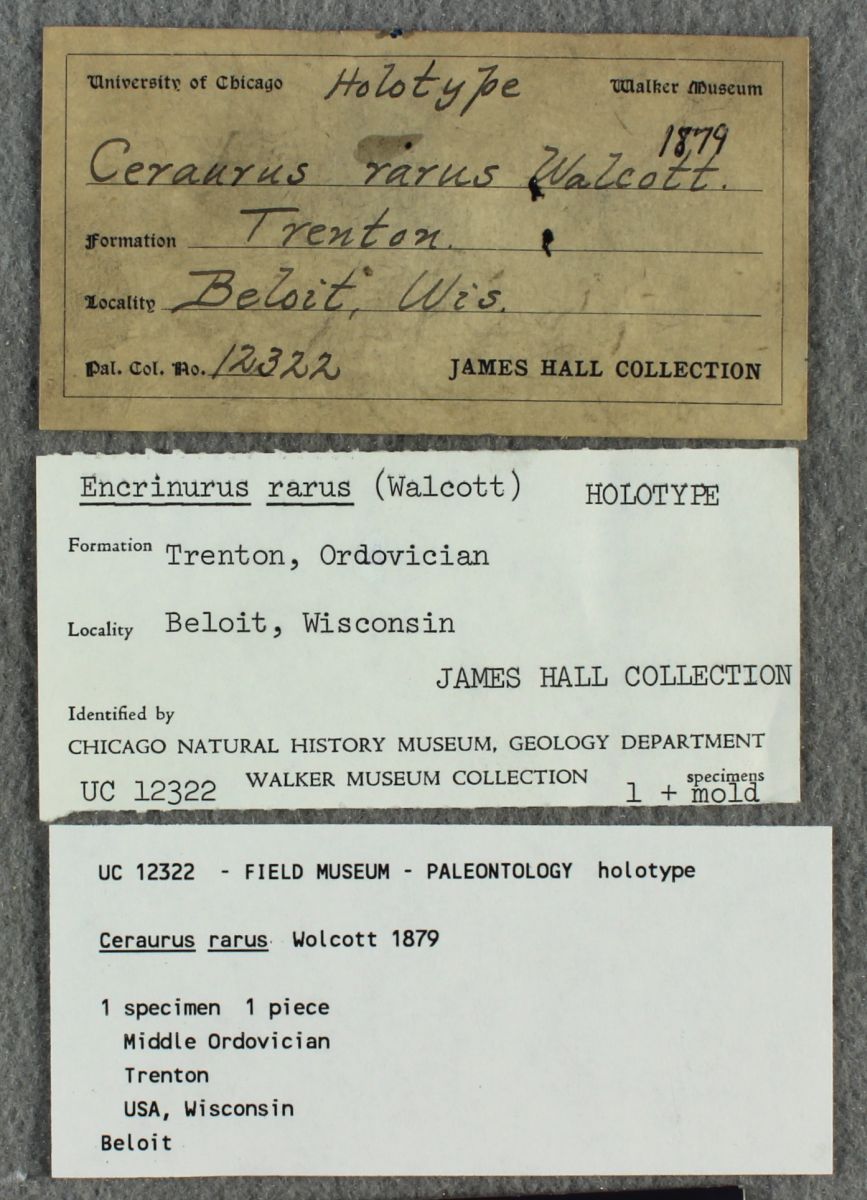 University of Chicago Holotype Walker Museum
1879
Ceraurus rarus Walcott.
Formation Trenton.
Locality Beloit, Wis.
Pal. Col. No. 12322 JAMES HALL COLLECTION
Encrinurus rarus (Walcott) HOLOTYPE
Formation Trenton, Ordovician
Locality Beloit, Wisconsin
JAMES HALL COLLECTION
Identified by
CHICAGO NATURAL HISTORY MUSEUM, GEOLOGY DEPARTMENT
UC 12322 WALKER MUSEUM COLLECTION 1 + mold specimens
UC 12322 - FIELD MUSEUM - PALEONTOLOGY holotype
Ceraurus rarus Wolcott 1879
1 specimen 1 piece
Middle Ordovician
Trenton
USA, Wisconsin
Beloit